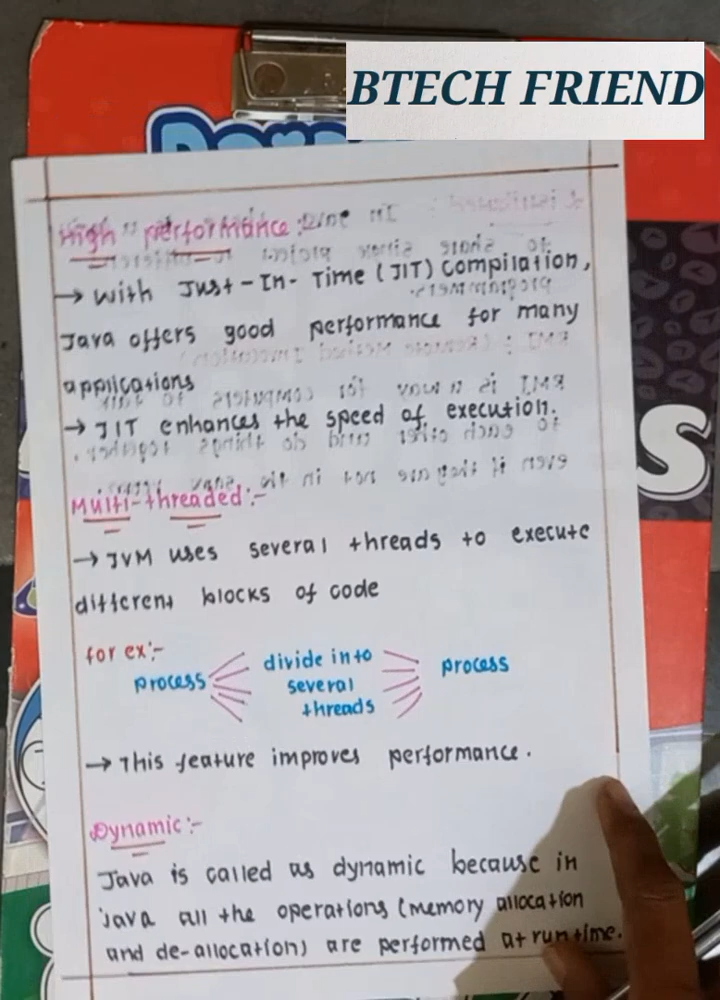 BTECH FRIEND
High performance:
→ with Just-In-Time (JIT) compilation,
Java offers good performance for many
applications
→ JIT enhances the speed of execution.
Multi-threaded:-
→ JVM uses several threads to execute
different blocks of code
for ex:-
process divide into several threads process
→ This feature improves performance.
Dynamic:-
Java is called as dynamic because in
java all the operations (memory allocation
and de-allocation) are performed at runtime.